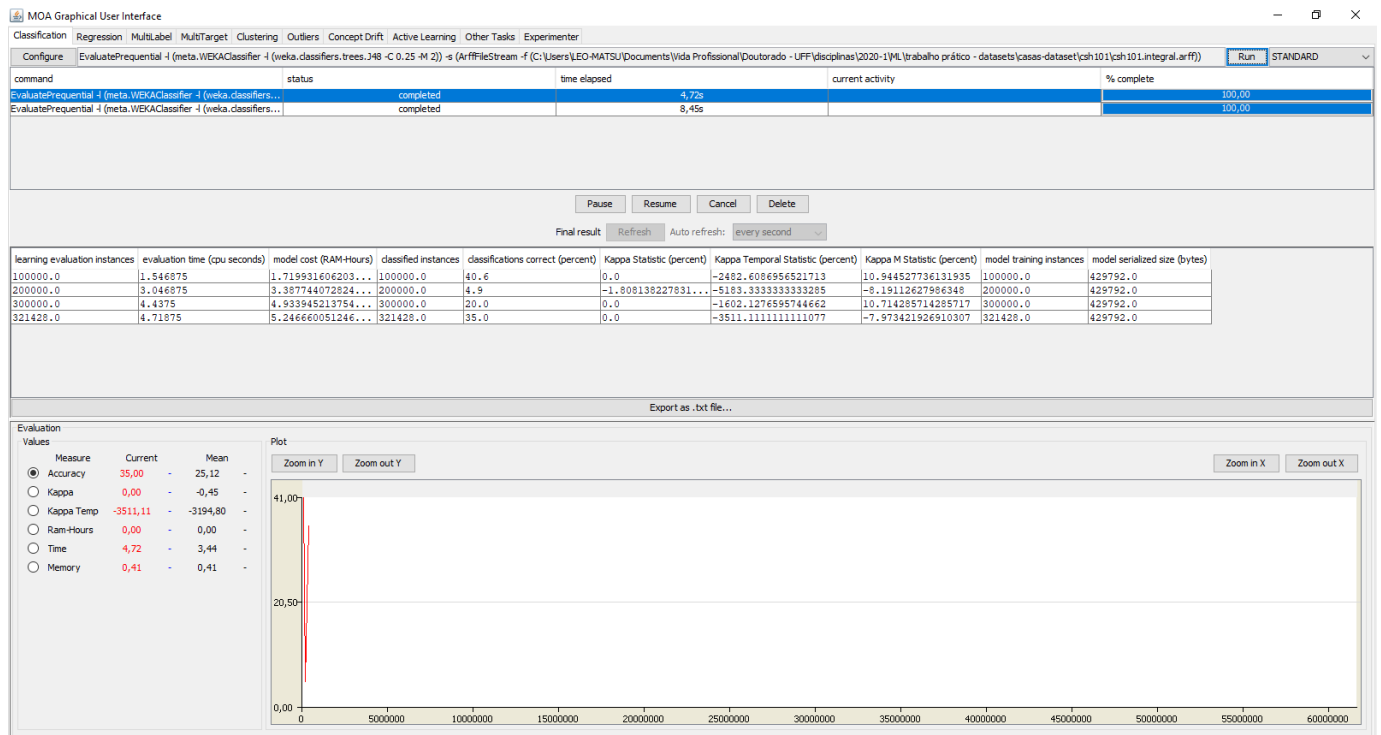 MOA Graphical User Interface
Classification Regression MultiLabel MultiTarget Clustering Outliers Concept Drift Active Learning Other Tasks Experimenter
Configure EvaluatePrequential -l (meta.WEKAClassifier -l (weka.classifiers.trees.J48 -C 0.25 -M 2)) -s (ArffFileStream -f (C:\Users\LEO-MATSU\Documents\Vida Profissional\Doutorado - UFF\disciplinas\2020-1\ML\trabalho prático - datasets\casas-dataset\csh101\csh101.integral.arff)) Run STANDARD
command status time elapsed current activity % complete
EvaluatePrequential -l (meta.WEKAClassifier -l (weka.classifiers... completed 4,72s 100,00
EvaluatePrequential -l (meta.WEKAClassifier -l (weka.classifiers... completed 8,45s 100,00
Pause Resume Cancel Delete
Final result Refresh Auto refresh: every second
learning evaluation instances evaluation time (cpu seconds) model cost (RAM-Hours) classified instances classifications correct (percent) Kappa Statistic (percent) Kappa Temporal Statistic (percent) Kappa M Statistic (percent) model training instances model serialized size (bytes)
100000.0 1.546875 1.719931606203... 100000.0 40.6 0.0 -2482.6086956521713 10.944527736131935 100000.0 429792.0
200000.0 3.046875 3.387744072824... 200000.0 4.9 -1.808138227831... -5183.3333333333285 -8.19112627986348 200000.0 429792.0
300000.0 4.4375 4.933945213754... 300000.0 20.0 0.0 -1602.1276595744662 10.714285714285717 300000.0 429792.0
321428.0 4.71875 5.246660051246... 321428.0 35.0 0.0 -3511.1111111111077 -7.973421926910307 321428.0 429792.0
Export as .txt file...
Evaluation
Values Plot
Measure Current Mean
Zoom in Y Zoom out Y Zoom in X Zoom out X
Accuracy 35,00 - 25,12 -
Kappa 0,00 - -0,45 -
Kappa Temp -3511,11 - -3194,80 -
Ram-Hours 0,00 - 0,00 -
Time 4,72 - 3,44 -
Memory 0,41 - 0,41 -
41,00
20,50
0,00
0 5000000 10000000 15000000 20000000 25000000 30000000 35000000 40000000 45000000 50000000 55000000 60000000